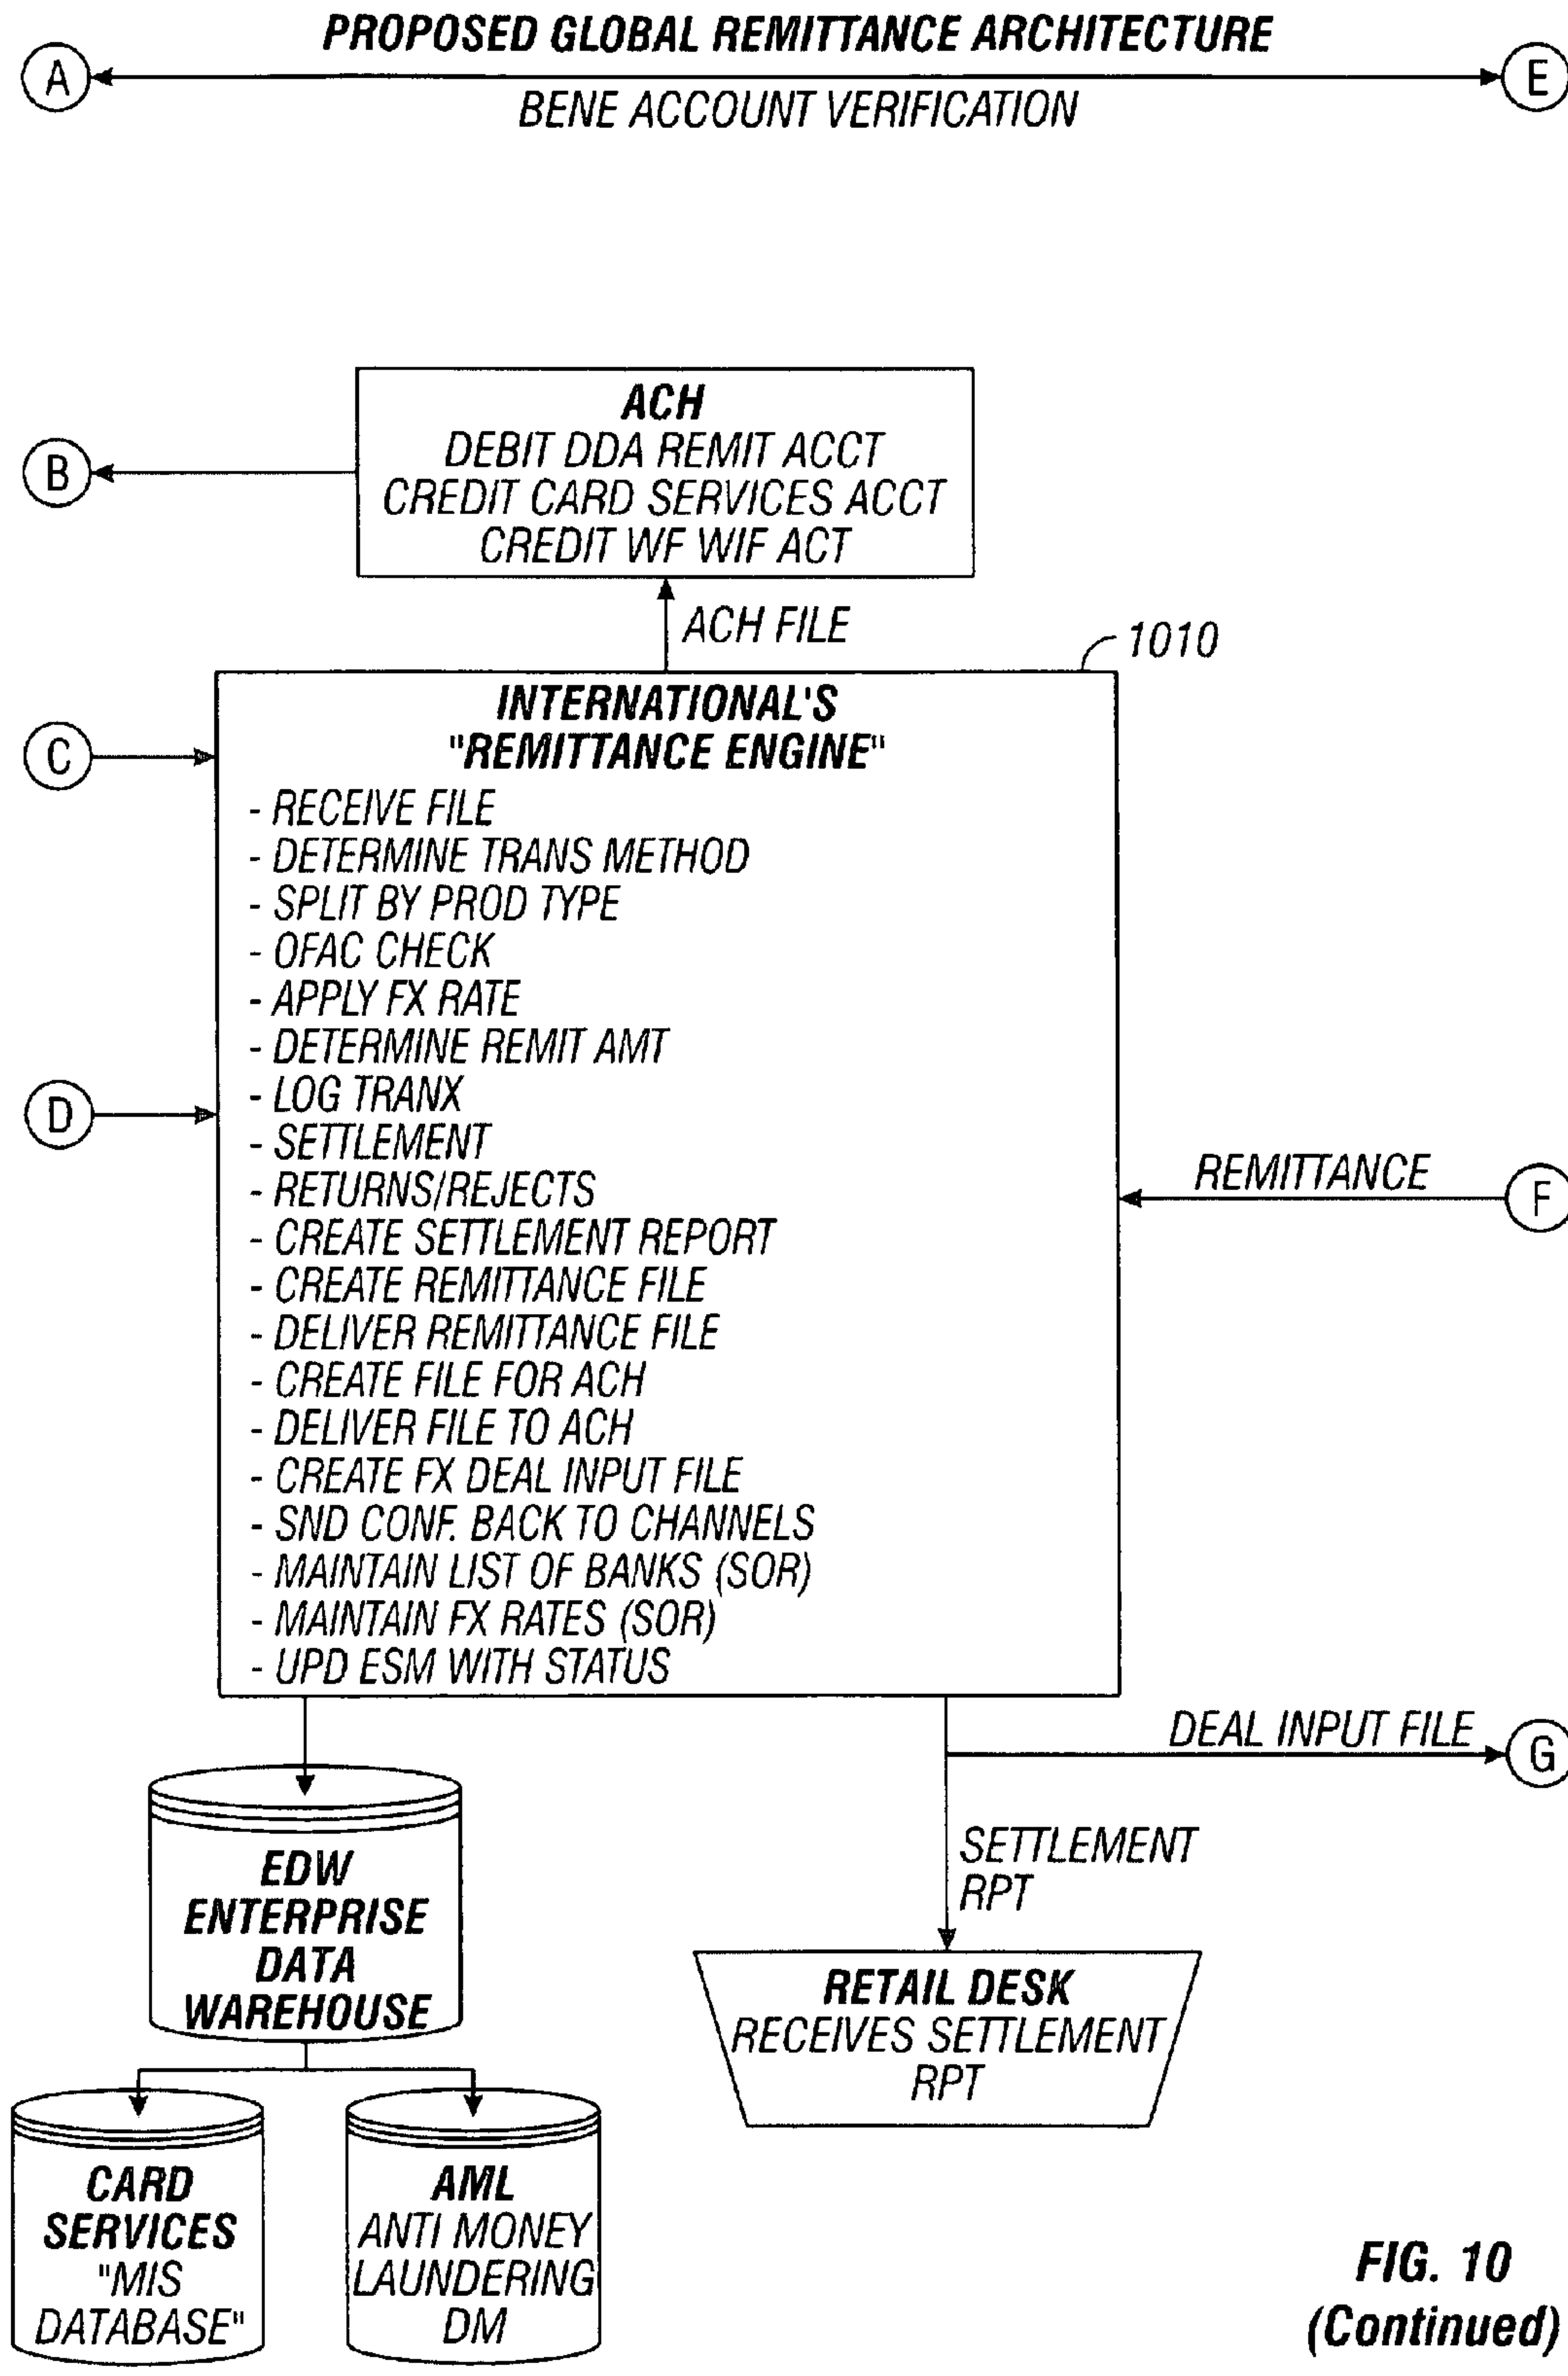 PROPOSED GLOBAL REMITTANCE ARCHITECTURE
A
E
BENE ACCOUNT VERIFICATION
ACH
DEBIT DDA REMIT ACCT
CREDIT CARD SERVICES ACCT
CREDIT WF WIF ACT
B
ACH FILE
1010
INTERNATIONAL'S
"REMITTANCE ENGINE"
C
- RECEIVE FILE
- DETERMINE TRANS METHOD
- SPLIT BY PROD TYPE
- OFAC CHECK
- APPLY FX RATE
- DETERMINE REMIT AMT
- LOG TRANX
D
- SETTLEMENT
- RETURNS/REJECTS
REMITTANCE
F
- CREATE SETTLEMENT REPORT
- CREATE REMITTANCE FILE
- DELIVER REMITTANCE FILE
- CREATE FILE FOR ACH
- DELIVER FILE TO ACH
- CREATE FX DEAL INPUT FILE
- SND CONF. BACK TO CHANNELS
- MAINTAIN LIST OF BANKS (SOR)
- MAINTAIN FX RATES (SOR)
- UPD ESM WITH STATUS
DEAL INPUT FILE
G
SETTLEMENT
RPT
EDW
ENTERPRISE
DATA
WAREHOUSE
RETAIL DESK
RECEIVES SETTLEMENT
RPT
CARD
SERVICES
"MIS
DATABASE"
AML
ANTI MONEY
LAUNDERING
DM
FIG. 10
(Continued)